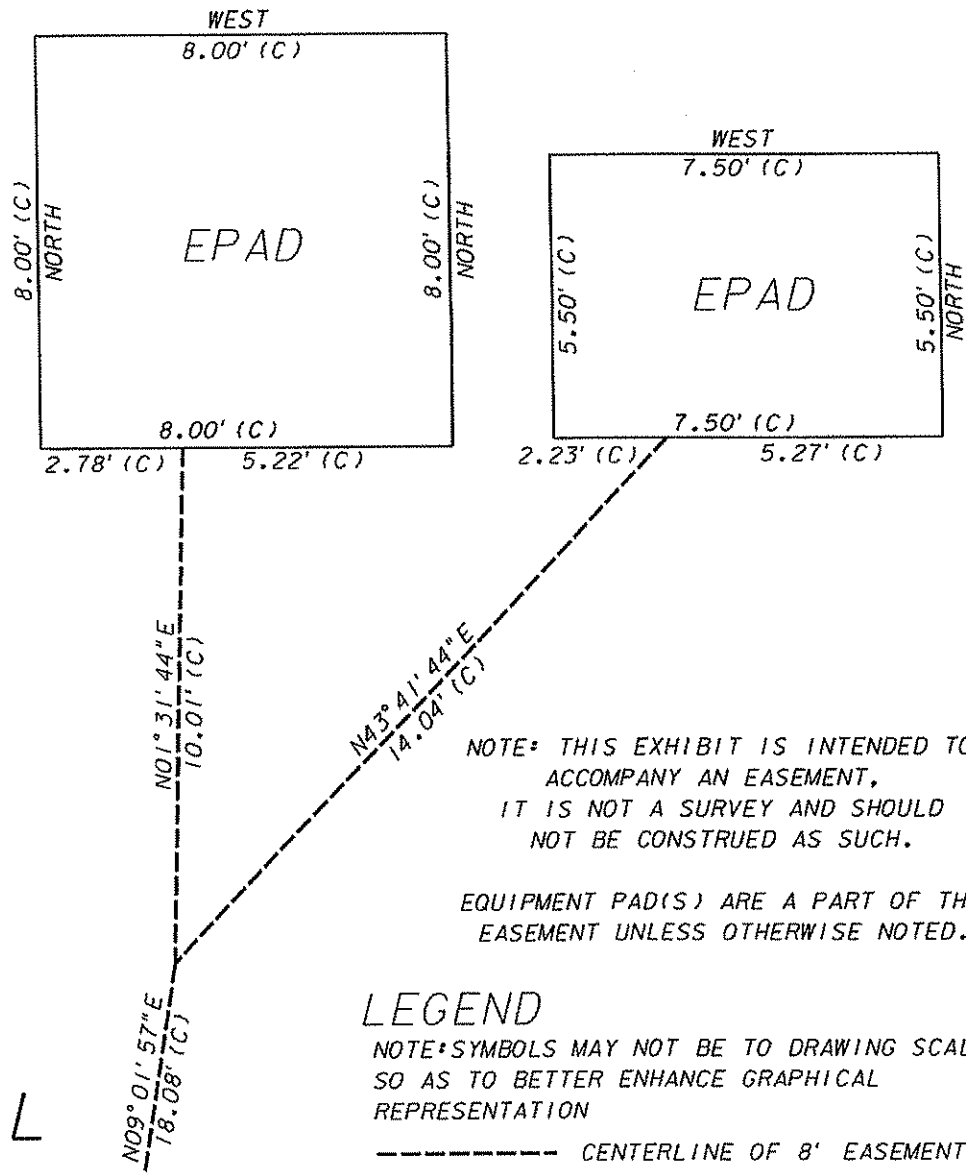 WEST
8.00' (C)
8.00' (C)
NORTH
EPAD
8.00' (C)
NORTH
8.00' (C)
2.78' (C)
5.22' (C)
WEST
7.50' (C)
5.50' (C)
EPAD
5.50' (C)
NORTH
7.50' (C)
2.23' (C)
5.27' (C)
N01°31'44"E
10.01' (C)
N43°41'44"E
14.04' (C)
NOTE: THIS EXHIBIT IS INTENDED TO
ACCOMPANY AN EASEMENT,
IT IS NOT A SURVEY AND SHOULD
NOT BE CONSTRUED AS SUCH.
EQUIPMENT PAD(S) ARE A PART OF TH
EASEMENT UNLESS OTHERWISE NOTED.
N09°01'57"E
18.08' (C)
L
LEGEND
NOTE:SYMBOLS MAY NOT BE TO DRAWING SCAL
SO AS TO BETTER ENHANCE GRAPHICAL
REPRESENTATION
CENTERLINE OF 8' EASEMENT